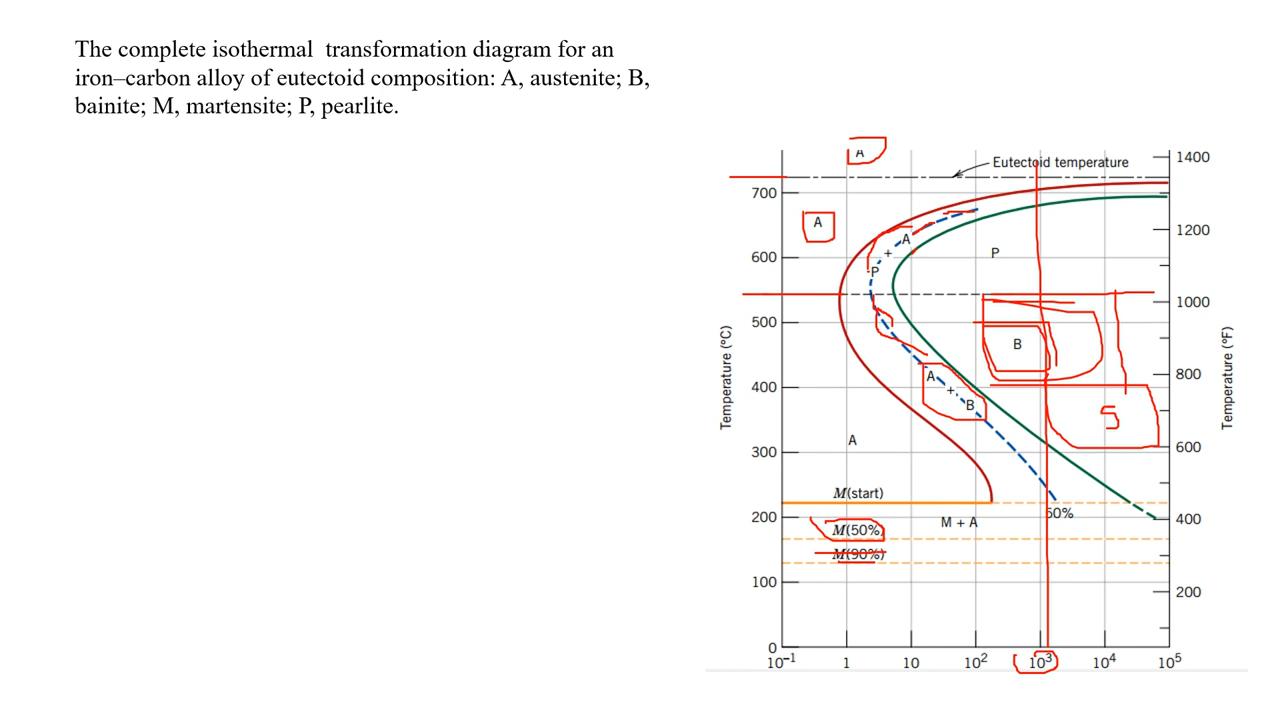 The complete isothermal  transformation diagram for an
iron–carbon alloy of eutectoid composition: A, austenite; B,
bainite; M, martensite; P, pearlite.
A
Eutectoid temperature
1400
700
A
1200
A
+
P
P
600
1000
500
B
800
A
+
B
400
5
A
600
300
M(start)
200
M + A
50%
400
M(50%)
M(90%)
100
200
0
10⁻¹ 1 10 10² 10³ 10⁴ 10⁵
Temperature (°C)
Temperature (°F)